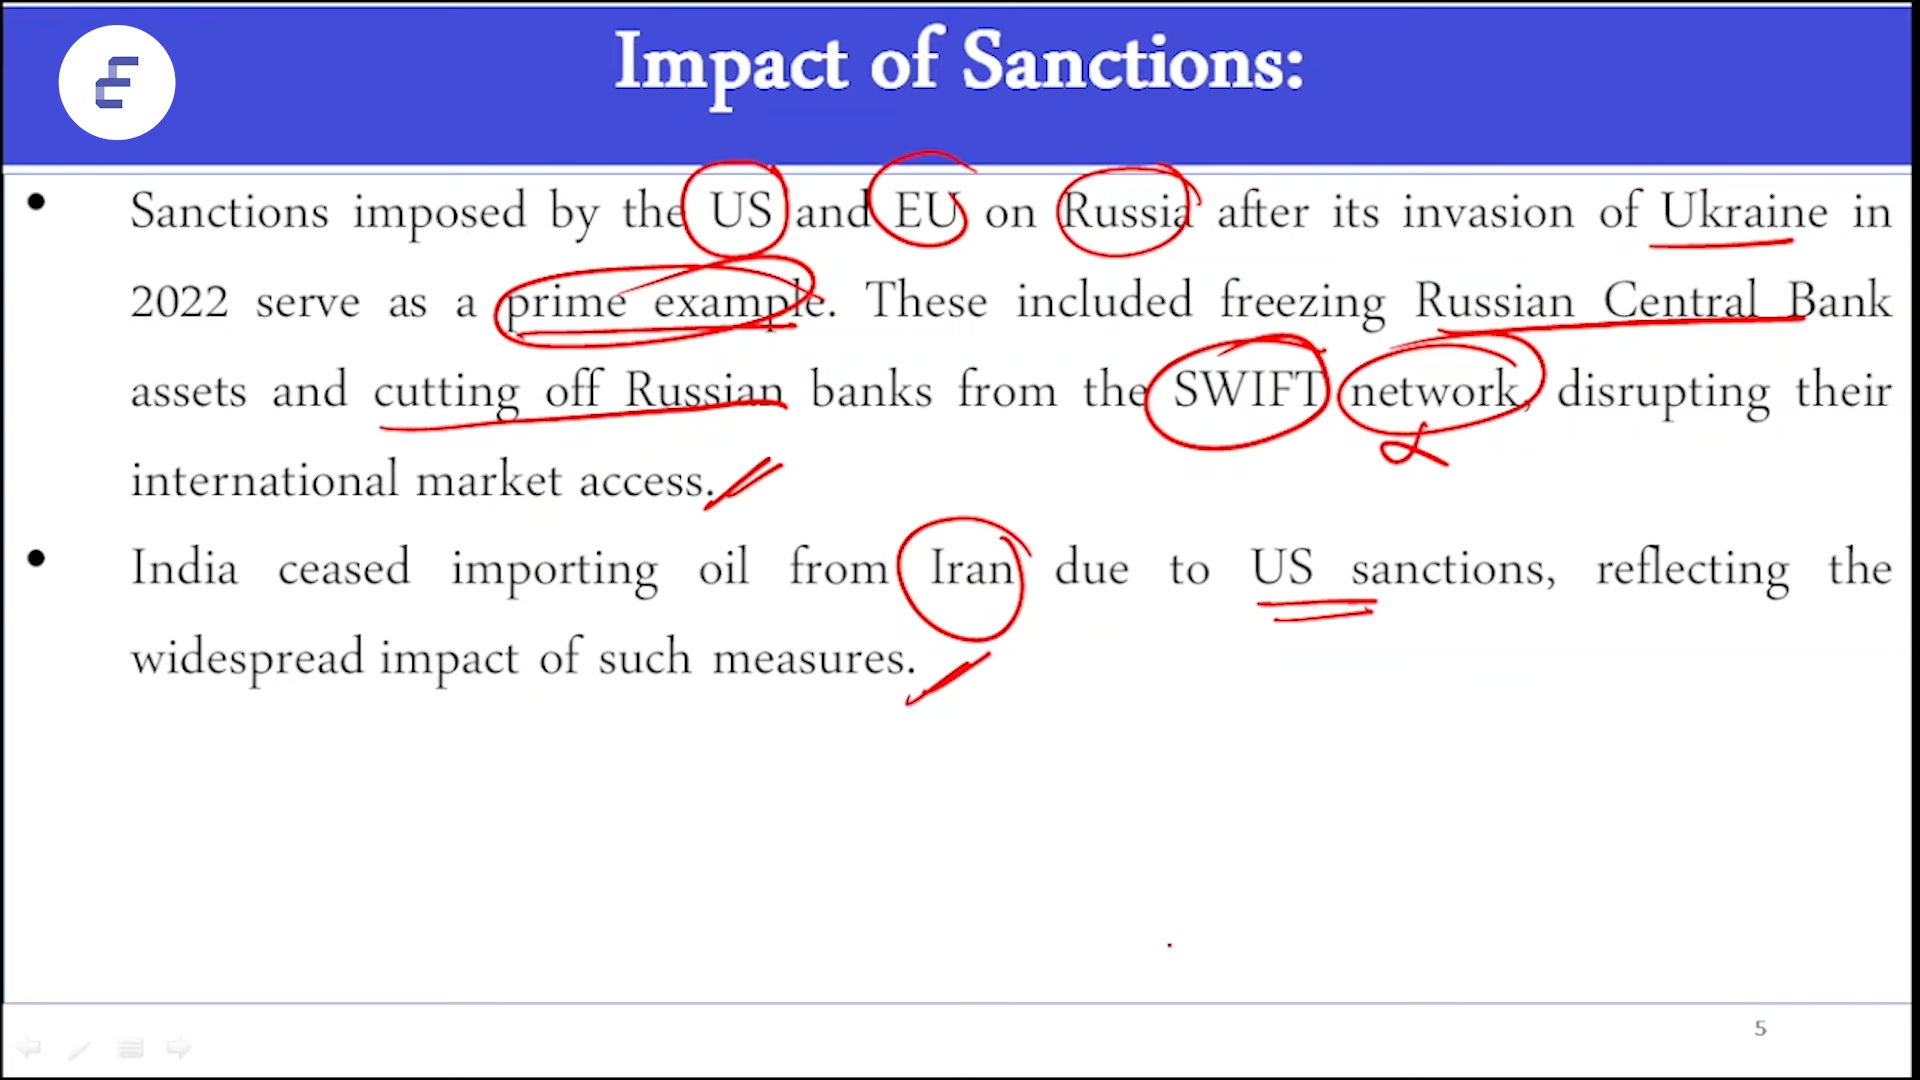 Impact of Sanctions:
• Sanctions imposed by the US and EU on Russia after its invasion of Ukraine in
2022 serve as a prime example. These included freezing Russian Central Bank
assets and cutting off Russian banks from the SWIFT network, disrupting their
international market access.
• India ceased importing oil from Iran due to US sanctions, reflecting the
widespread impact of such measures.
5